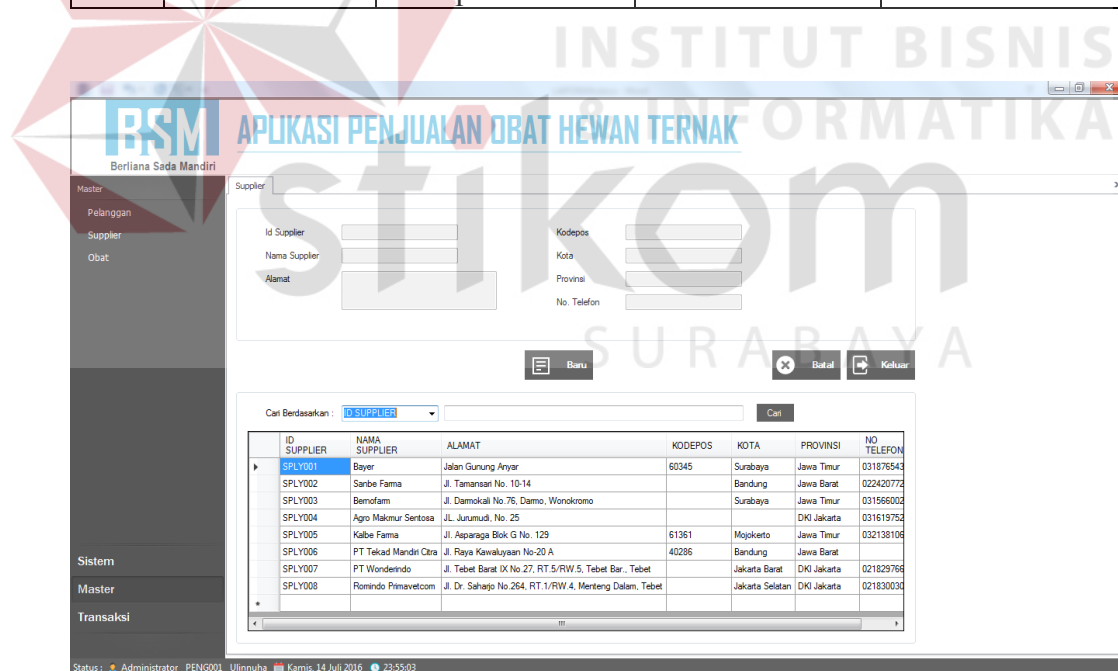 INSTITUT BISNIS
& INFORMATIKA
stikom
SURABAYA
BSM
Berliana Sada Mandiri
APLIKASI PENJUALAN OBAT HEWAN TERNAK
Master
Pelanggan
Supplier
Obat
Sistem
Master
Transaksi
Supplier
Id Supplier
Nama Supplier
Alamat
Kodepos
Kota
Provinsi
No. Telefon
Baru
Batal
Keluar
Cari Berdasarkan : ID SUPPLIER Cari
ID SUPPLIER NAMA SUPPLIER ALAMAT KODEPOS KOTA PROVINSI NO TELEFON
SPLY001 Bayer Jalan Gunung Anyar 60345 Surabaya Jawa Timur 031876543
SPLY002 Sanbe Farma Jl. Tamansari No. 10-14 Bandung Jawa Barat 022420772
SPLY003 Bernofarm Jl. Darmokali No.76, Darmo, Wonokromo Surabaya Jawa Timur 031566002
SPLY004 Agro Makmur Sentosa JL. Jurumudi, No. 25 DKI Jakarta 031619752
SPLY005 Kalbe Farma Jl. Asparaga Blok G No. 129 61361 Mojokerto Jawa Timur 032138106
SPLY006 PT Tekad Mandiri Citra Jl. Raya Kawaluyaan No-20 A 40286 Bandung Jawa Barat
SPLY007 PT Wonderindo Jl. Tebet Barat IX No.27, RT.5/RW.5, Tebet Bar., Tebet Jakarta Barat DKI Jakarta 021829766
SPLY008 Romindo Primavetcom Jl. Dr. Saharjo No.264, RT.1/RW.4, Menteng Dalam, Tebet Jakarta Selatan DKI Jakarta 021830030
Status : Administrator PENG001 Ulinnuha Kamis, 14 Juli 2016 23:55:03